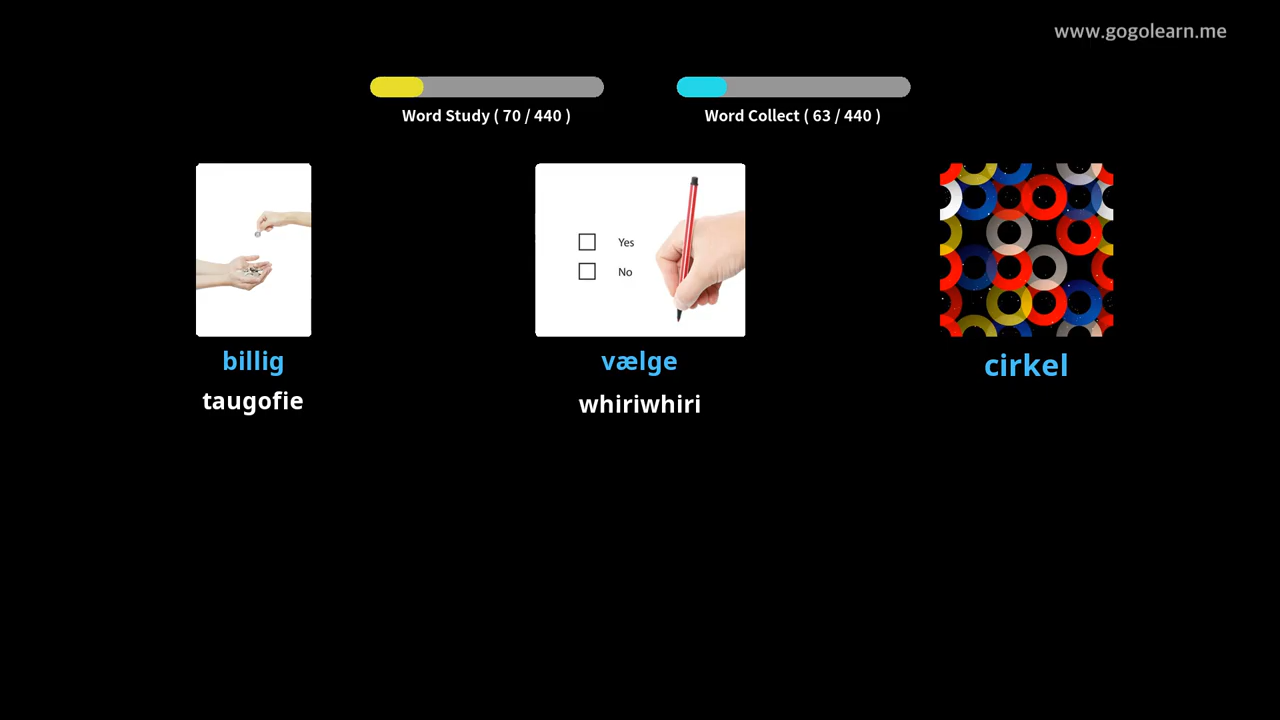 www.gogolearn.me
Word Study ( 70 / 440 )
Word Collect ( 63 / 440 )
Yes
No
billig
vælge
cirkel
taugofie
whiriwhiri